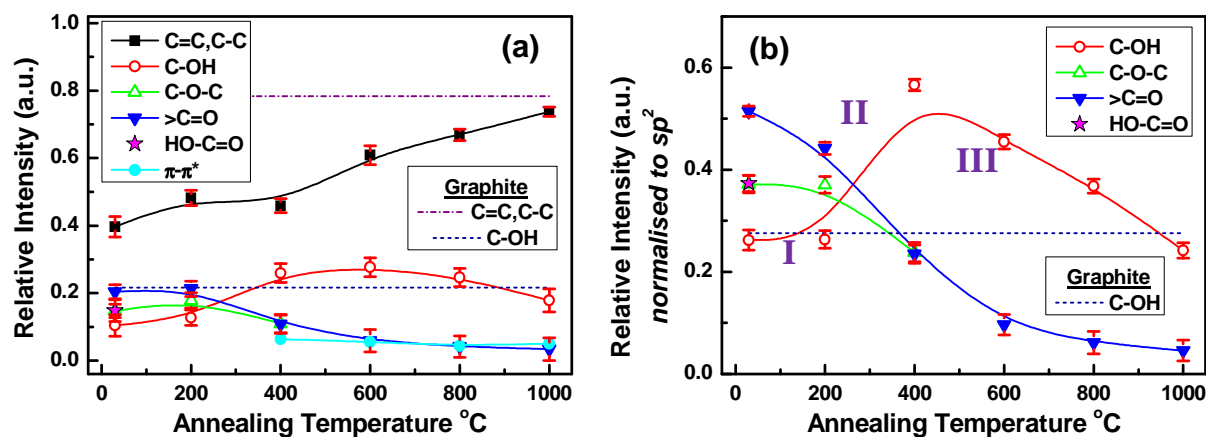 (a)
Relative Intensity (a.u.)
1.0
0.8
0.6
0.4
0.2
0.0
C=C,C-C
C-OH
C-O-C
>C=O
HO-C=O
π-π*
Graphite
C=C,C-C
C-OH
0 200 400 600 800 1000
Annealing Temperature °C
(b)
Relative Intensity (a.u.)
normalised to sp²
0.6
0.4
0.2
0.0
I
II
III
C-OH
C-O-C
>C=O
HO-C=O
Graphite
C-OH
0 200 400 600 800 1000
Annealing Temperature °C